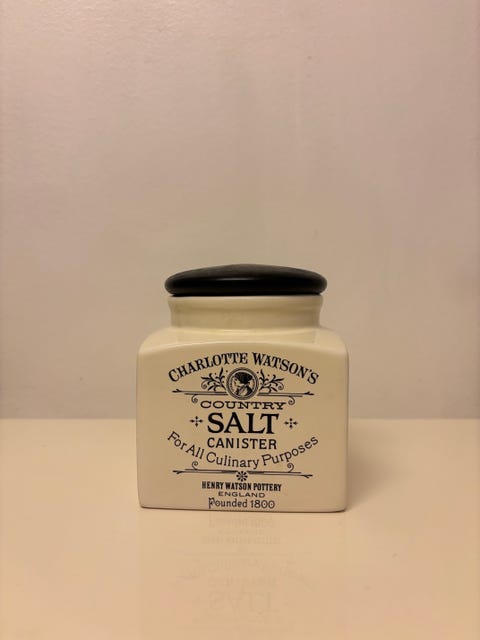 CHARLOTTE WATSON'S
COUNTRY
SALT
CANISTER
For All Culinary Purposes
HENRY WATSON POTTERY
ENGLAND
Founded 1800